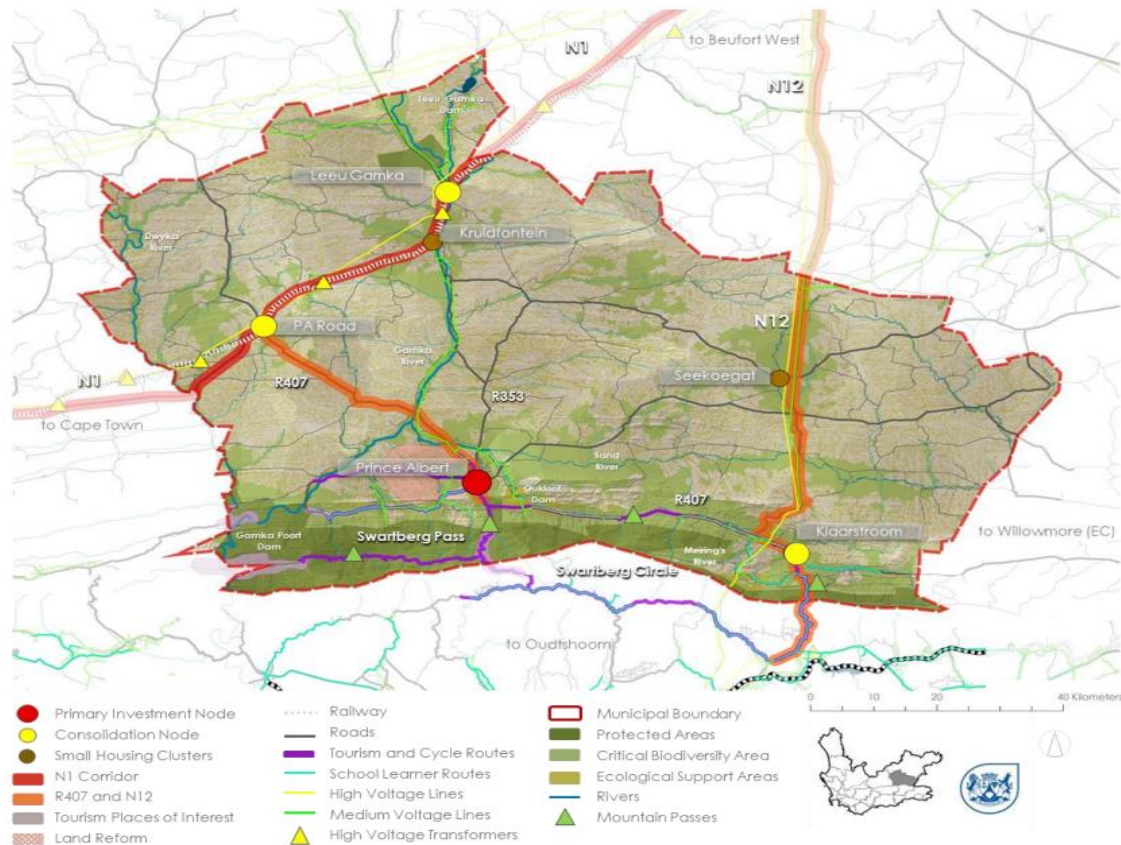 N1
to Beufort West
N12
Leeu Gamka
Dam
Leeu Gamka
Kruidfontein
Dwyka
River
PA Road
N12
Gamka
River
Seekoegat
N1
R407
R353
to Cape Town
Prince Albert
Sand
River
Oukloof
Dam
R407
Gamka Poort
Dam
Swartberg Pass
Klaarstroom
to Willowmore (EC)
Meiring's
River
Swartberg Circle
to Oudtshoorn
0 10 20 40 Kilometers
Primary Investment Node
Consolidation Node
Small Housing Clusters
N1 Corridor
R407 and N12
Tourism Places of Interest
Land Reform
Railway
Roads
Tourism and Cycle Routes
School Learner Routes
High Voltage Lines
Medium Voltage Lines
High Voltage Transformers
Municipal Boundary
Protected Areas
Critical Biodiversity Area
Ecological Support Areas
Rivers
Mountain Passes